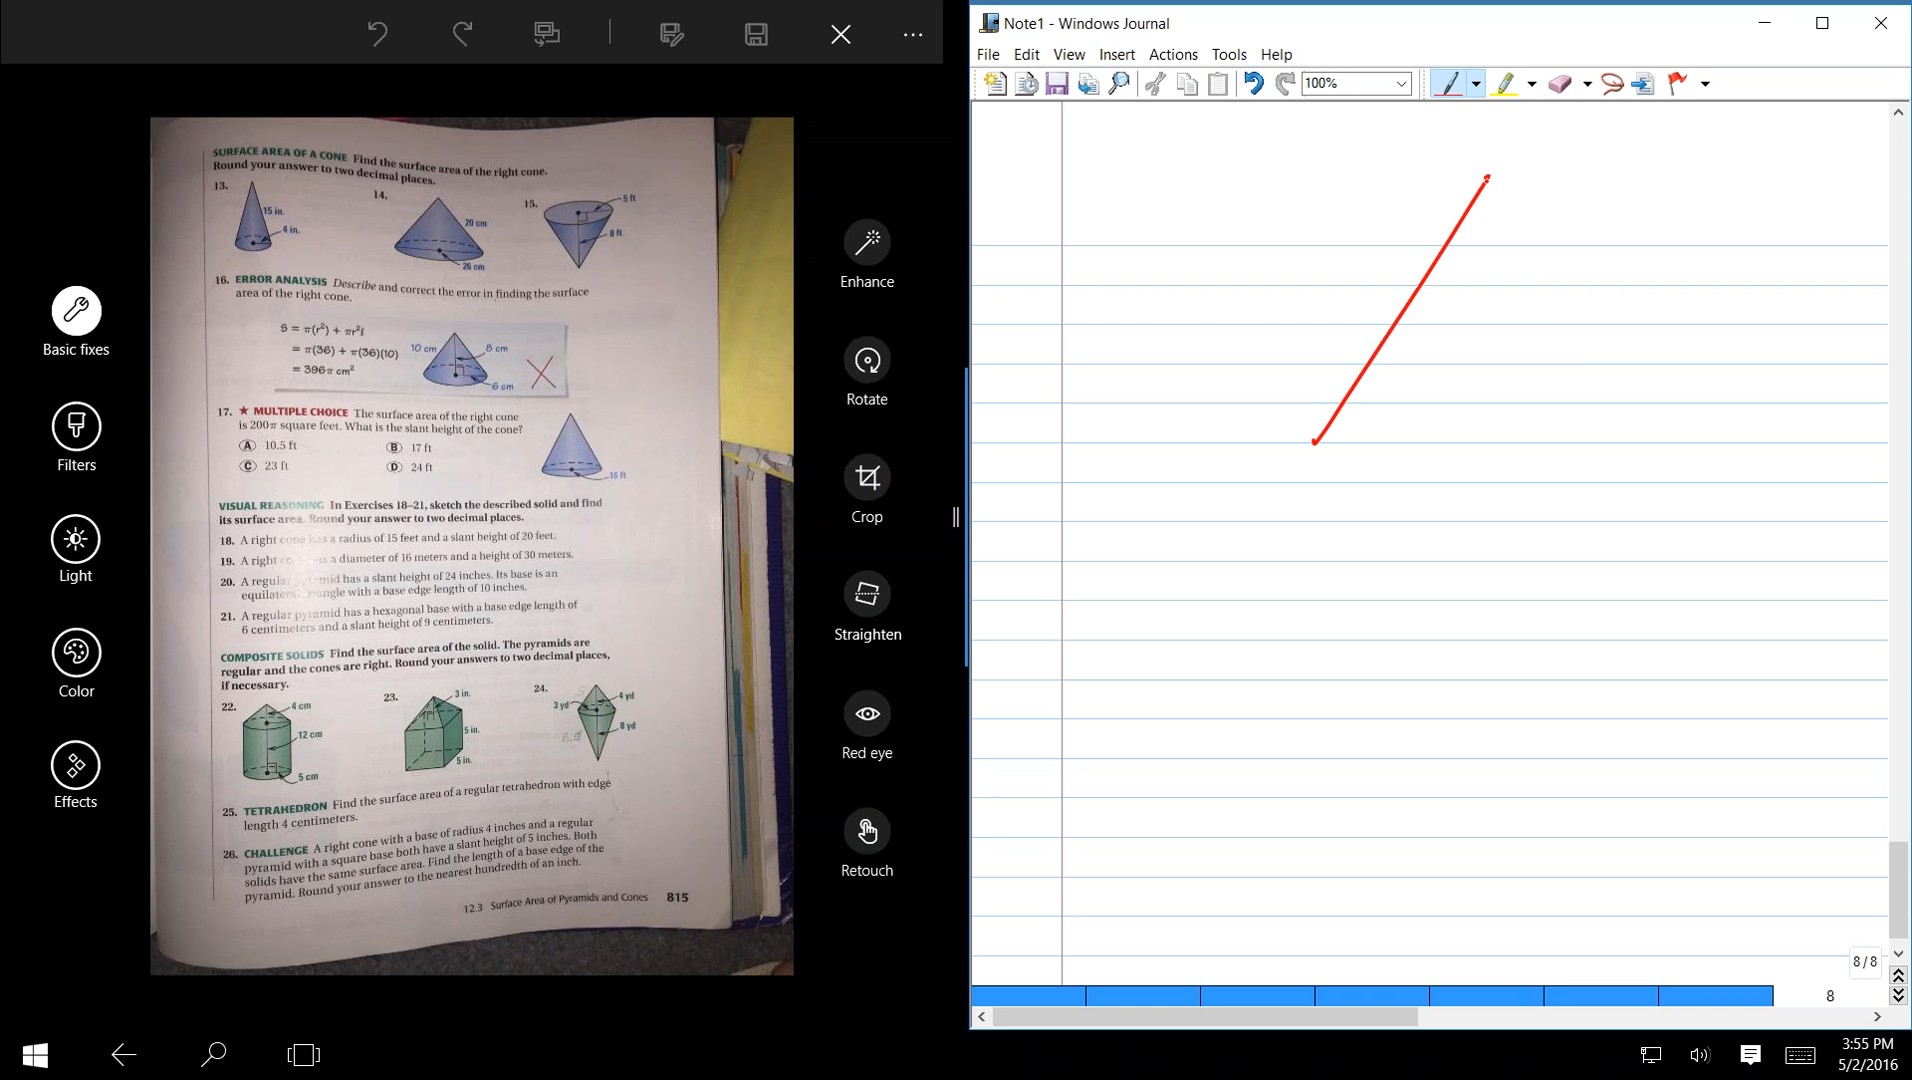 Note1 - Windows Journal
File Edit View Insert Actions Tools Help
100%
Basic fixes
Filters
Light
Color
Effects
Enhance
Rotate
Crop
Straighten
Red eye
Retouch
SURFACE AREA OF A CONE Find the surface area of the right cone.
Round your answer to two decimal places.
13.
15 in.
4 in.
14.
20 cm
26 cm
15.
5 ft
8 ft
16. ERROR ANALYSIS Describe and correct the error in finding the surface
area of the right cone.
S = π(r²) + πr²ℓ
= π(36) + π(36)(10)
= 396π cm²
10 cm
8 cm
6 cm
17. ★ MULTIPLE CHOICE The surface area of the right cone
is 200π square feet. What is the slant height of the cone?
A 10.5 ft B 17 ft
C 23 ft D 24 ft
16 ft
VISUAL REASONING In Exercises 18–21, sketch the described solid and find
its surface area. Round your answer to two decimal places.
18. A right cone has a radius of 15 feet and a slant height of 20 feet.
19. A right a diameter of 16 meters and a height of 30 meters.
20. A regular pyramid has a slant height of 24 inches. Its base is an
equilateral triangle with a base edge length of 10 inches.
21. A regular pyramid has a hexagonal base with a base edge length of
6 centimeters and a slant height of 9 centimeters.
COMPOSITE SOLIDS Find the surface area of the solid. The pyramids are
regular and the cones are right. Round your answers to two decimal places,
if necessary.
22.
4 cm
12 cm
5 cm
23.
3 in.
5 in.
5 in.
24.
4 yd
3 yd
8 yd
25. TETRAHEDRON Find the surface area of a regular tetrahedron with edge
length 4 centimeters.
26. CHALLENGE A right cone with a base of radius 4 inches and a regular
pyramid with a square base both have a slant height of 5 inches. Both
solids have the same surface area. Find the length of a base edge of the
pyramid. Round your answer to the nearest hundredth of an inch.
12.3 Surface Area of Pyramids and Cones 815
8 / 8
8
3:55 PM
5/2/2016